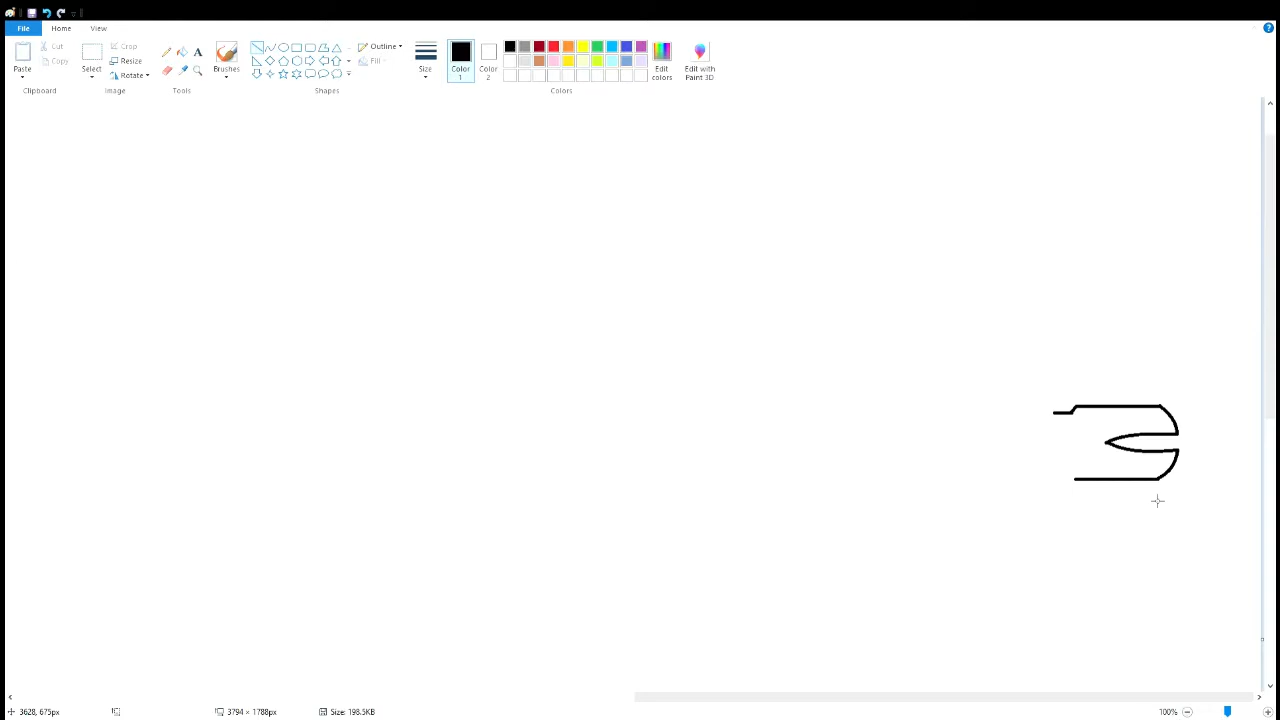 File Home View
Paste Cut Copy Clipboard
Select Crop Resize Rotate Image
A Tools
Brushes
Shapes Outline Fill
Size
Color 1
Color 2
Edit colors
Edit with Paint 3D
Colors
3628, 675px 3794 × 1788px Size: 198.5KB 100%